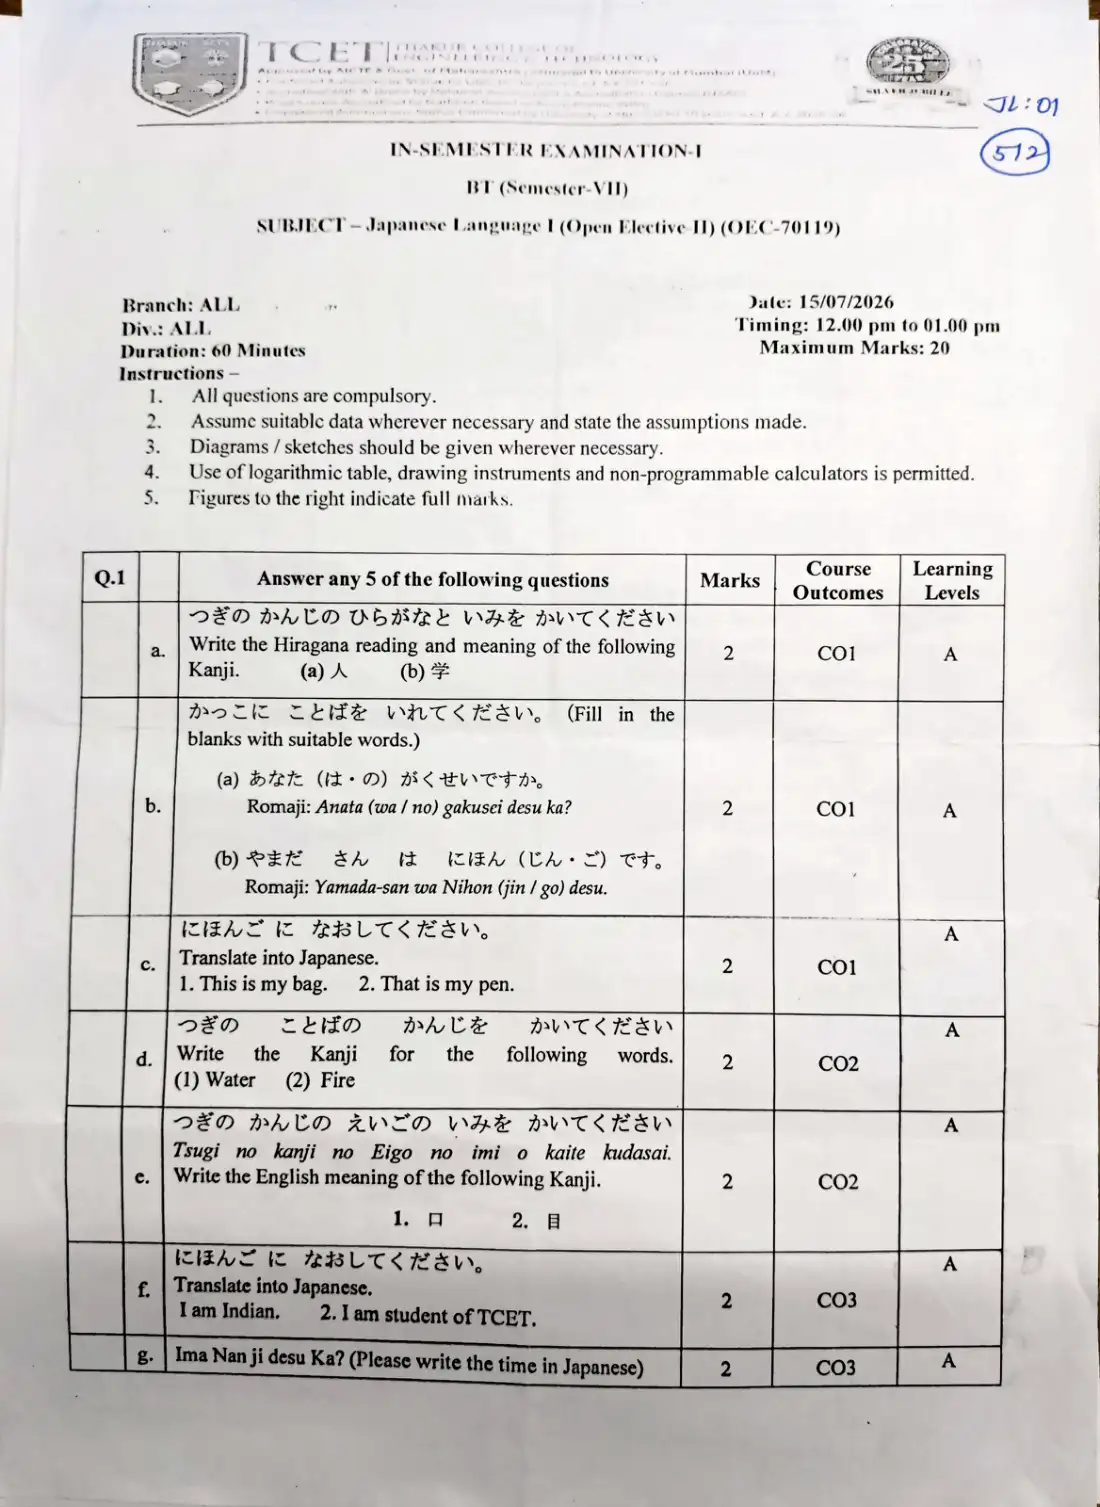 TCET THAKUR COLLEGE OF
ENGINEERING & TECHNOLOGY
SILVER JUBILEE
JL:01
512
IN-SEMESTER EXAMINATION-I
BT (Semester-VII)
SUBJECT – Japanese Language I (Open Elective-II) (OEC-70119)
Branch: ALL
Date: 15/07/2026
Div.: ALL
Timing: 12.00 pm to 01.00 pm
Duration: 60 Minutes
Maximum Marks: 20
Instructions –
1. All questions are compulsory.
2. Assume suitable data wherever necessary and state the assumptions made.
3. Diagrams / sketches should be given wherever necessary.
4. Use of logarithmic table, drawing instruments and non-programmable calculators is permitted.
5. Figures to the right indicate full marks.
Q.1 Answer any 5 of the following questions Marks Course Outcomes Learning Levels
つぎの かんじの ひらがなと いみを かいてください
a. Write the Hiragana reading and meaning of the following 2 CO1 A
Kanji. (a) 人 (b) 学
かっこに ことばを いれてください。 (Fill in the
blanks with suitable words.)
(a) あなた（は・の）がくせいですか。
b. Romaji: Anata (wa / no) gakusei desu ka? 2 CO1 A
(b) やまだ さん は にほん（じん・ご）です。
Romaji: Yamada-san wa Nihon (jin / go) desu.
にほんご に なおしてください。 A
c. Translate into Japanese. 2 CO1
1. This is my bag. 2. That is my pen.
つぎの ことばの かんじを かいてください A
d. Write the Kanji for the following words. 2 CO2
(1) Water (2) Fire
つぎの かんじの えいごの いみを かいてください A
Tsugi no kanji no Eigo no imi o kaite kudasai.
e. Write the English meaning of the following Kanji. 2 CO2
1. 口 2. 目
にほんご に なおしてください。 A
f. Translate into Japanese. 2 CO3
I am Indian. 2. I am student of TCET.
g. Ima Nan ji desu Ka? (Please write the time in Japanese) 2 CO3 A